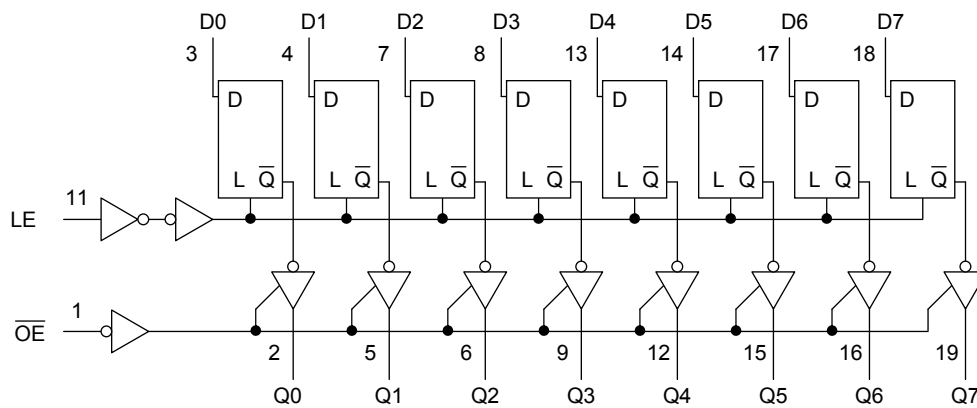 D0 D1 D2 D3 D4 D5 D6 D7
3 4 7 8 13 14 17 18
D D D D D D D D
L Q̅ L Q̅ L Q̅ L Q̅ L Q̅ L Q̅ L Q̅ L Q̅
11
LE
1
O̅E̅
2 5 6 9 12 15 16 19
Q0 Q1 Q2 Q3 Q4 Q5 Q6 Q7